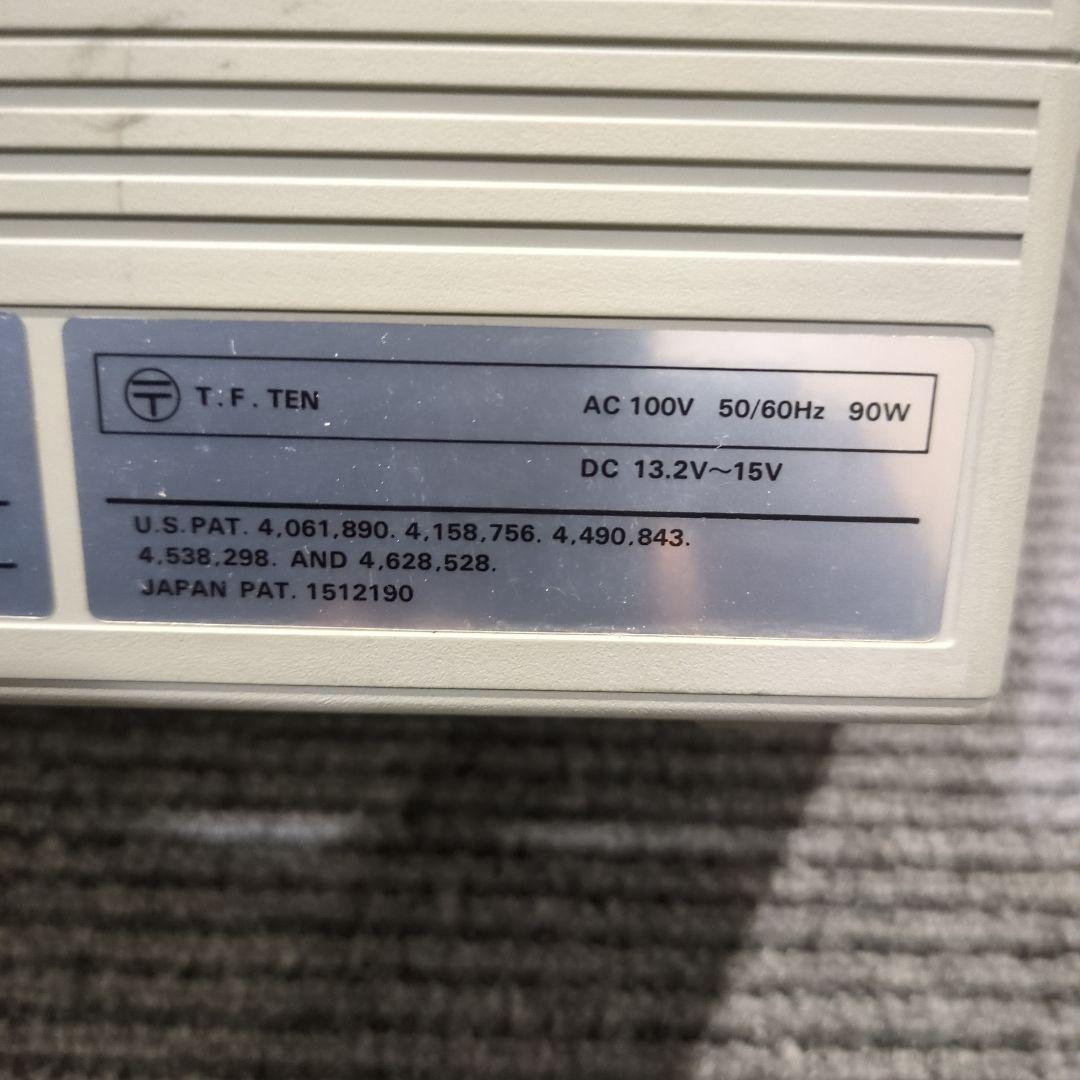 T.F.TEN AC 100V 50/60Hz 90W
DC 13.2V～15V
U.S.PAT. 4,061,890. 4,158,756. 4,490,843.
4,538,298. AND 4,628,528.
JAPAN PAT. 1512190